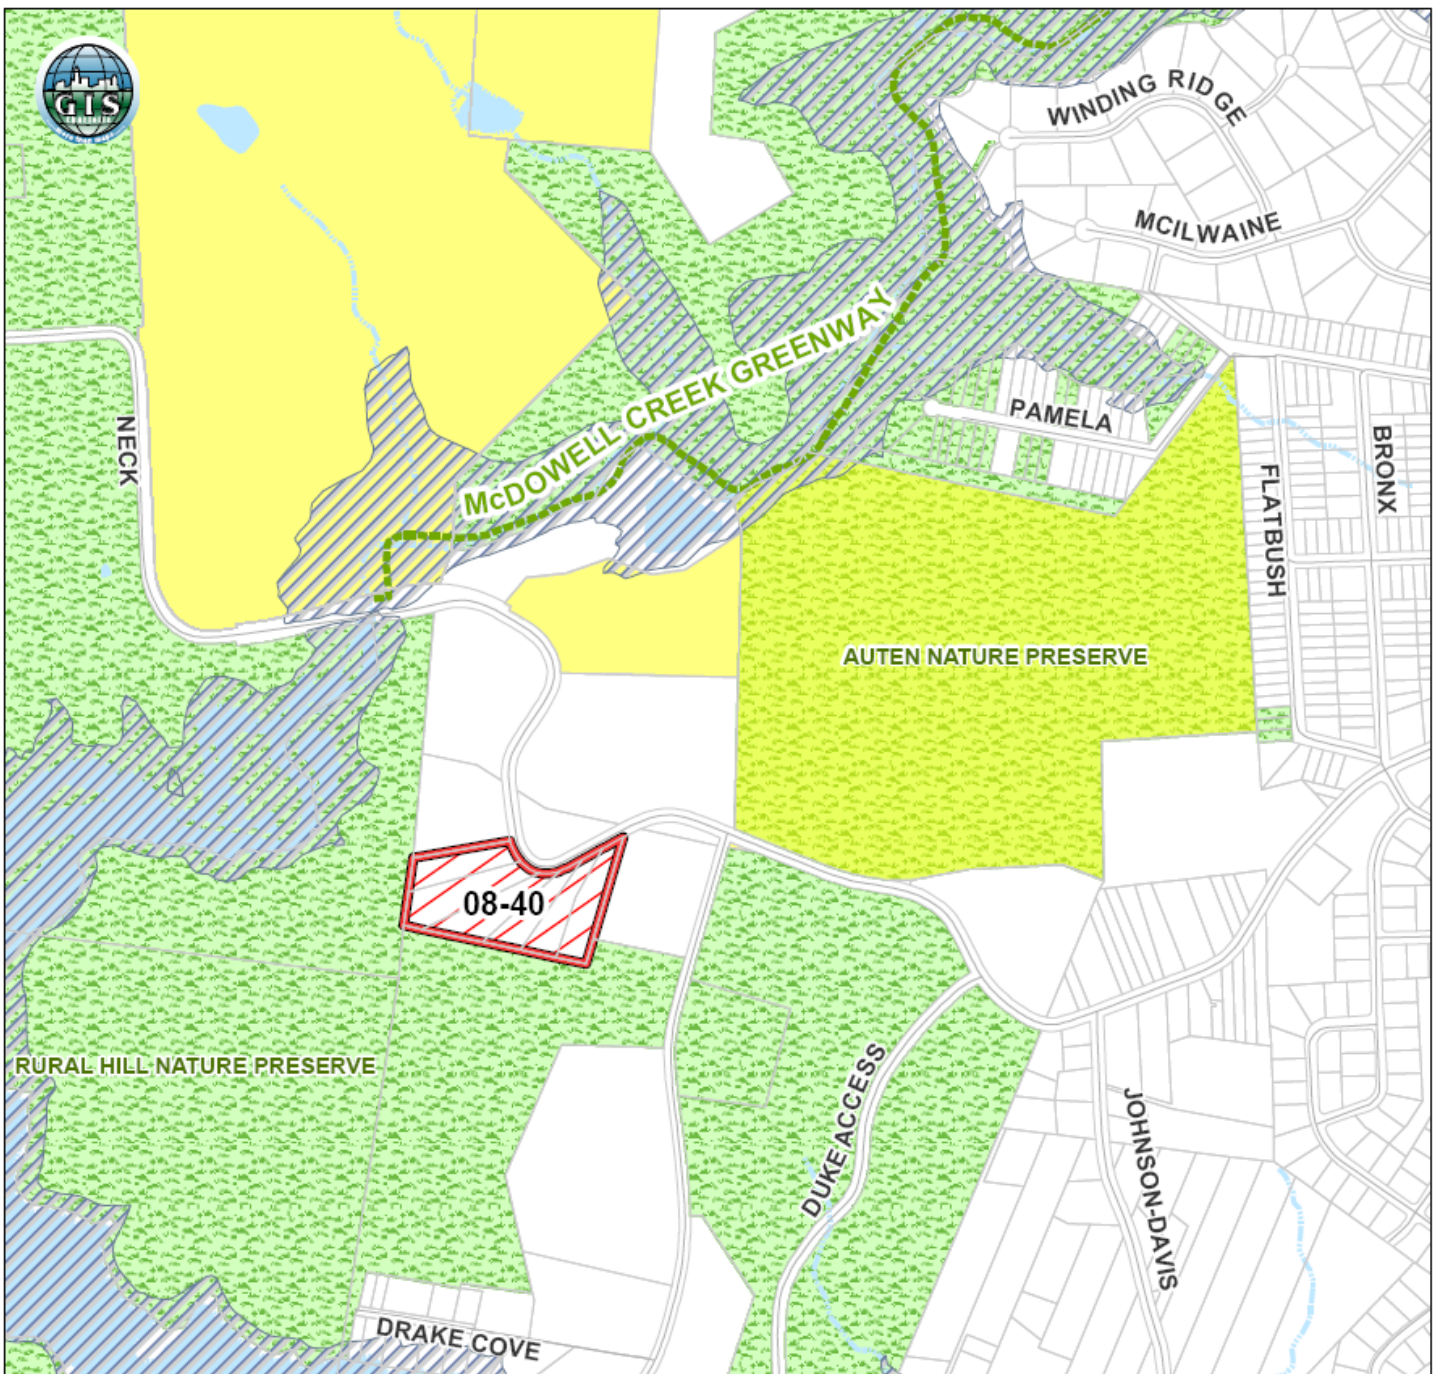 GIS
WINDING RIDGE
MCILWAINE
McDOWELL CREEK GREENWAY
PAMELA
NECK
BRONX
FLATBUSH
AUTEN NATURE PRESERVE
08-40
RURAL HILL NATURE PRESERVE
DUKE ACCESS
JOHNSON-DAVIS
DRAKE COVE